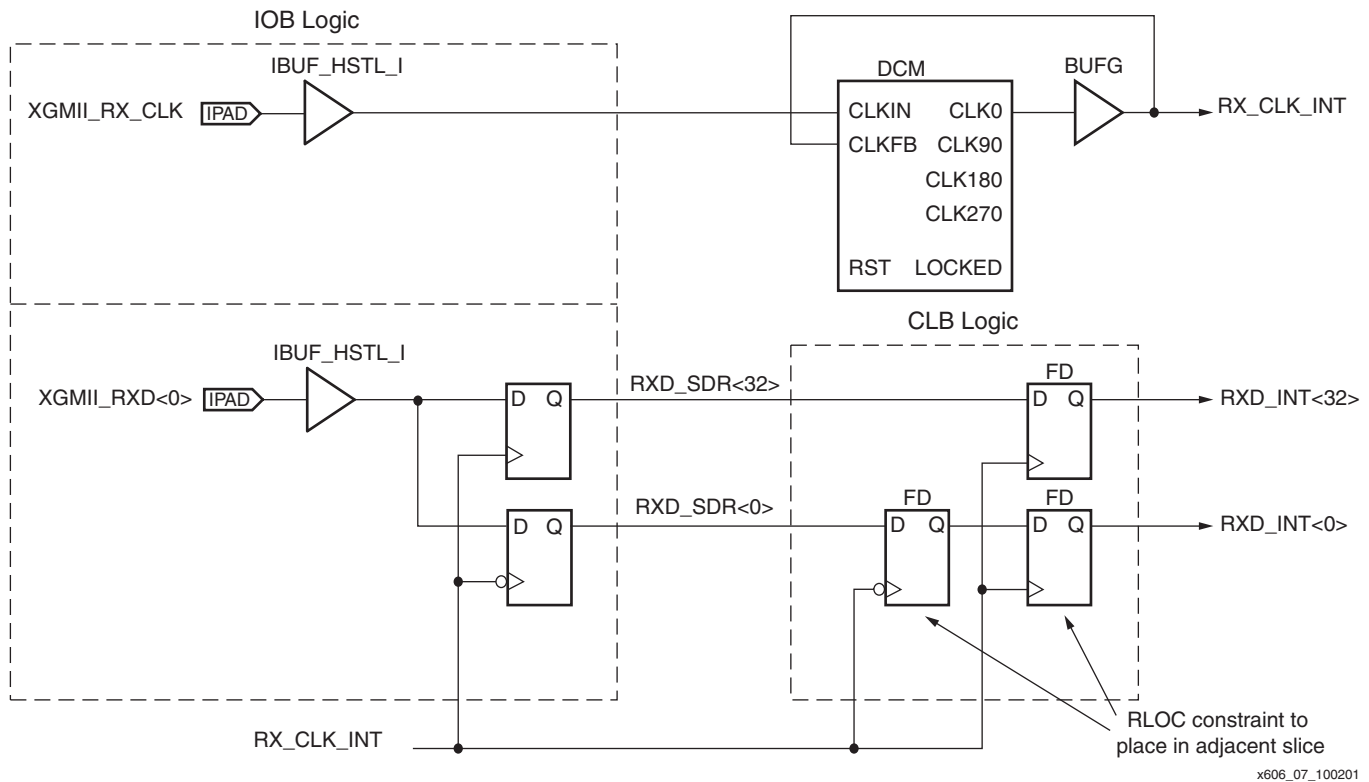 IOB Logic
IBUF_HSTL_I
XGMII_RX_CLK
IPAD
DCM
CLKIN CLK0
CLKFB CLK90
CLK180
CLK270
RST LOCKED
BUFG
RX_CLK_INT
IBUF_HSTL_I
XGMII_RXD<0>
IPAD
D Q
RXD_SDR<32>
D Q
RXD_SDR<0>
CLB Logic
FD
D Q
RXD_INT<32>
FD
D Q
FD
D Q
RXD_INT<0>
RX_CLK_INT
RLOC constraint to
place in adjacent slice
x606_07_100201